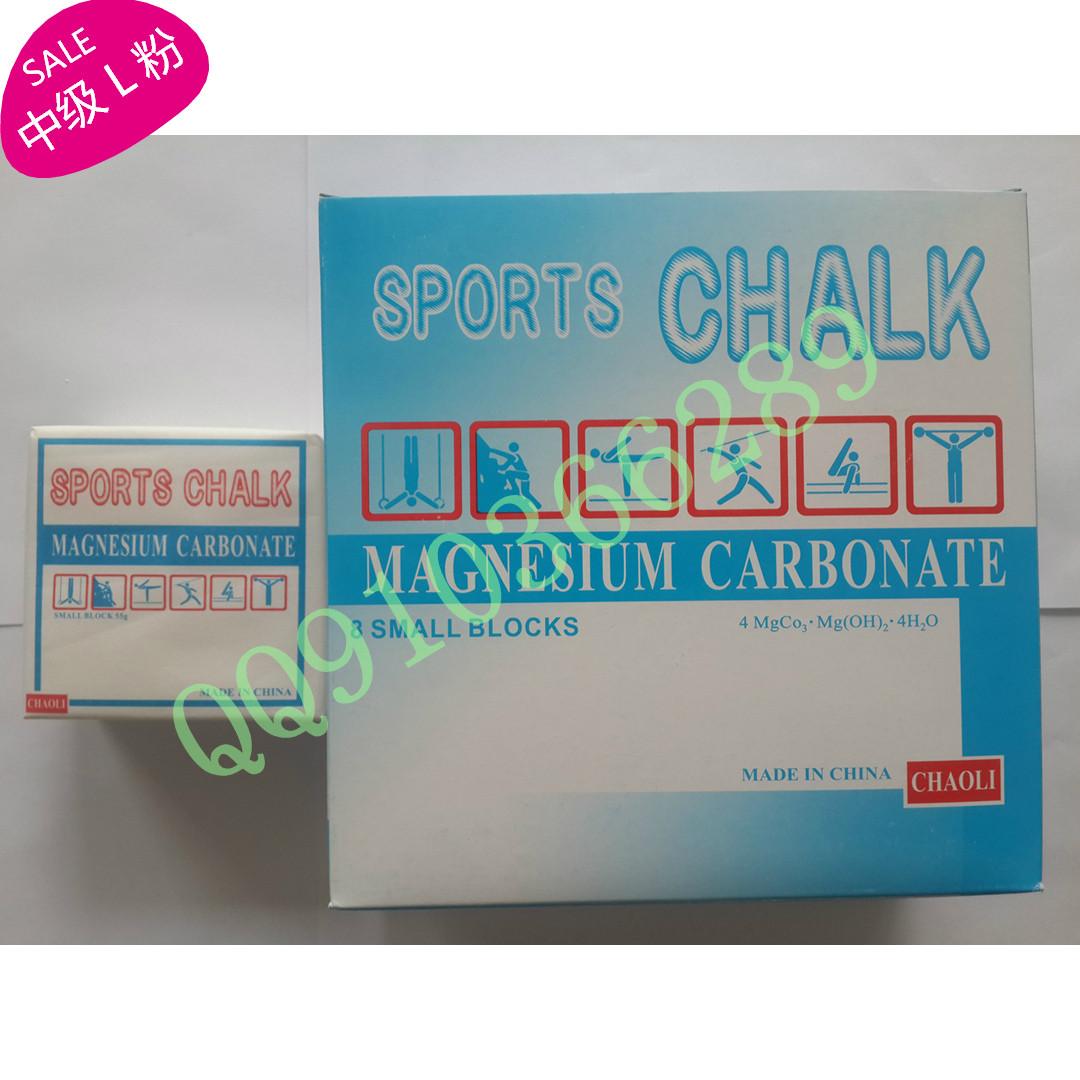 SALE
中级L粉
SPORTS CHALK
MAGNESIUM CARBONATE
8 SMALL BLOCKS
4 MgCo₃·Mg(OH)₂·4H₂O
MADE IN CHINA
CHAOLI
SPORTS CHALK
MAGNESIUM CARBONATE
SMALL BLOCK 55g
MADE IN CHINA
CHAOLI
QQ910366289